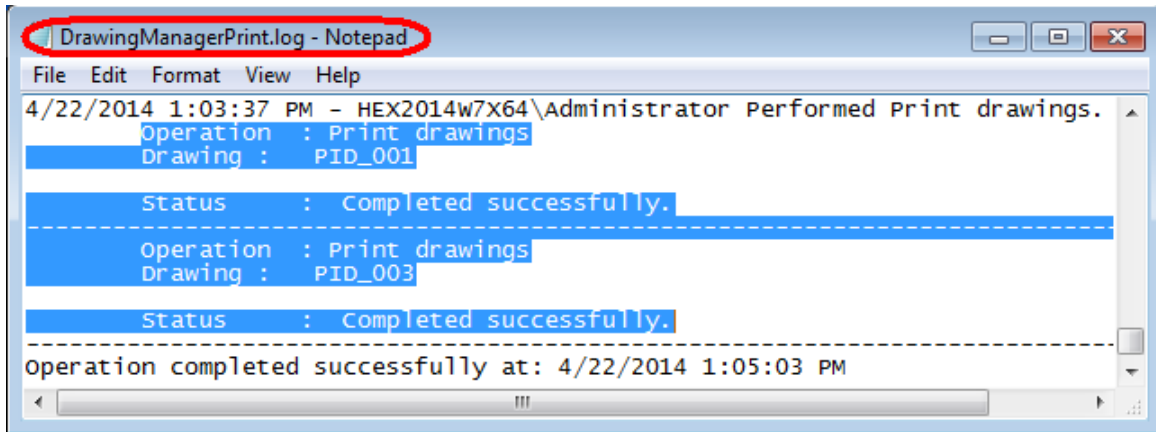 DrawingManagerPrint.log - Notepad
File Edit Format View Help
4/22/2014 1:03:37 PM - HEX2014W7X64\Administrator Performed Print drawings.
Operation : Print drawings
Drawing : PID_001
Status : Completed successfully.
--------------------------------------------------------------------------------
Operation : Print drawings
Drawing : PID_003
Status : Completed successfully.
--------------------------------------------------------------------------------
Operation completed successfully at: 4/22/2014 1:05:03 PM